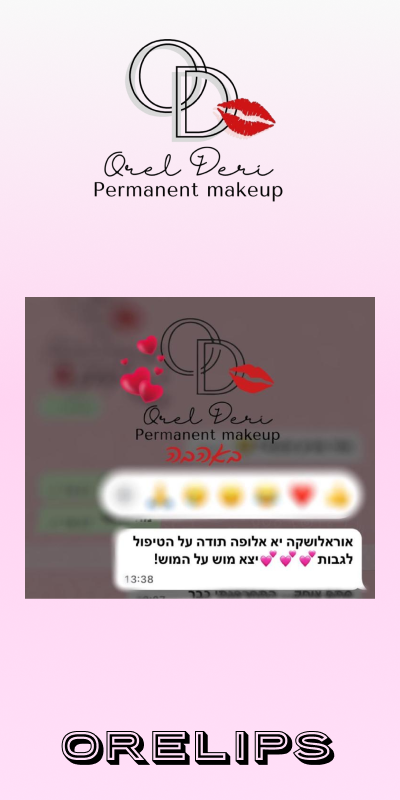 OD
Orel Deri
Permanent makeup
OD
Orel Deri
Permanent makeup
באהבה
אוראלושקה יא אלופה תודה על הטיפול
לגבות💕💕💕יצא מוש על המוש!
13:38
ORELIPS